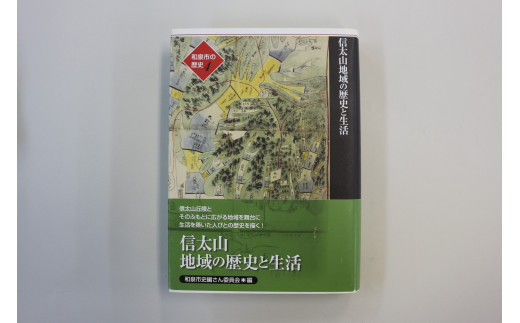 和泉市の
歴史4
信太山地域の歴史と生活
信太山丘陵と
そのふもとに広がる地域を舞台に
生活を築いた人びとの歴史を描く！
信太山
地域の歴史と生活
和泉市史編さん委員会＊編